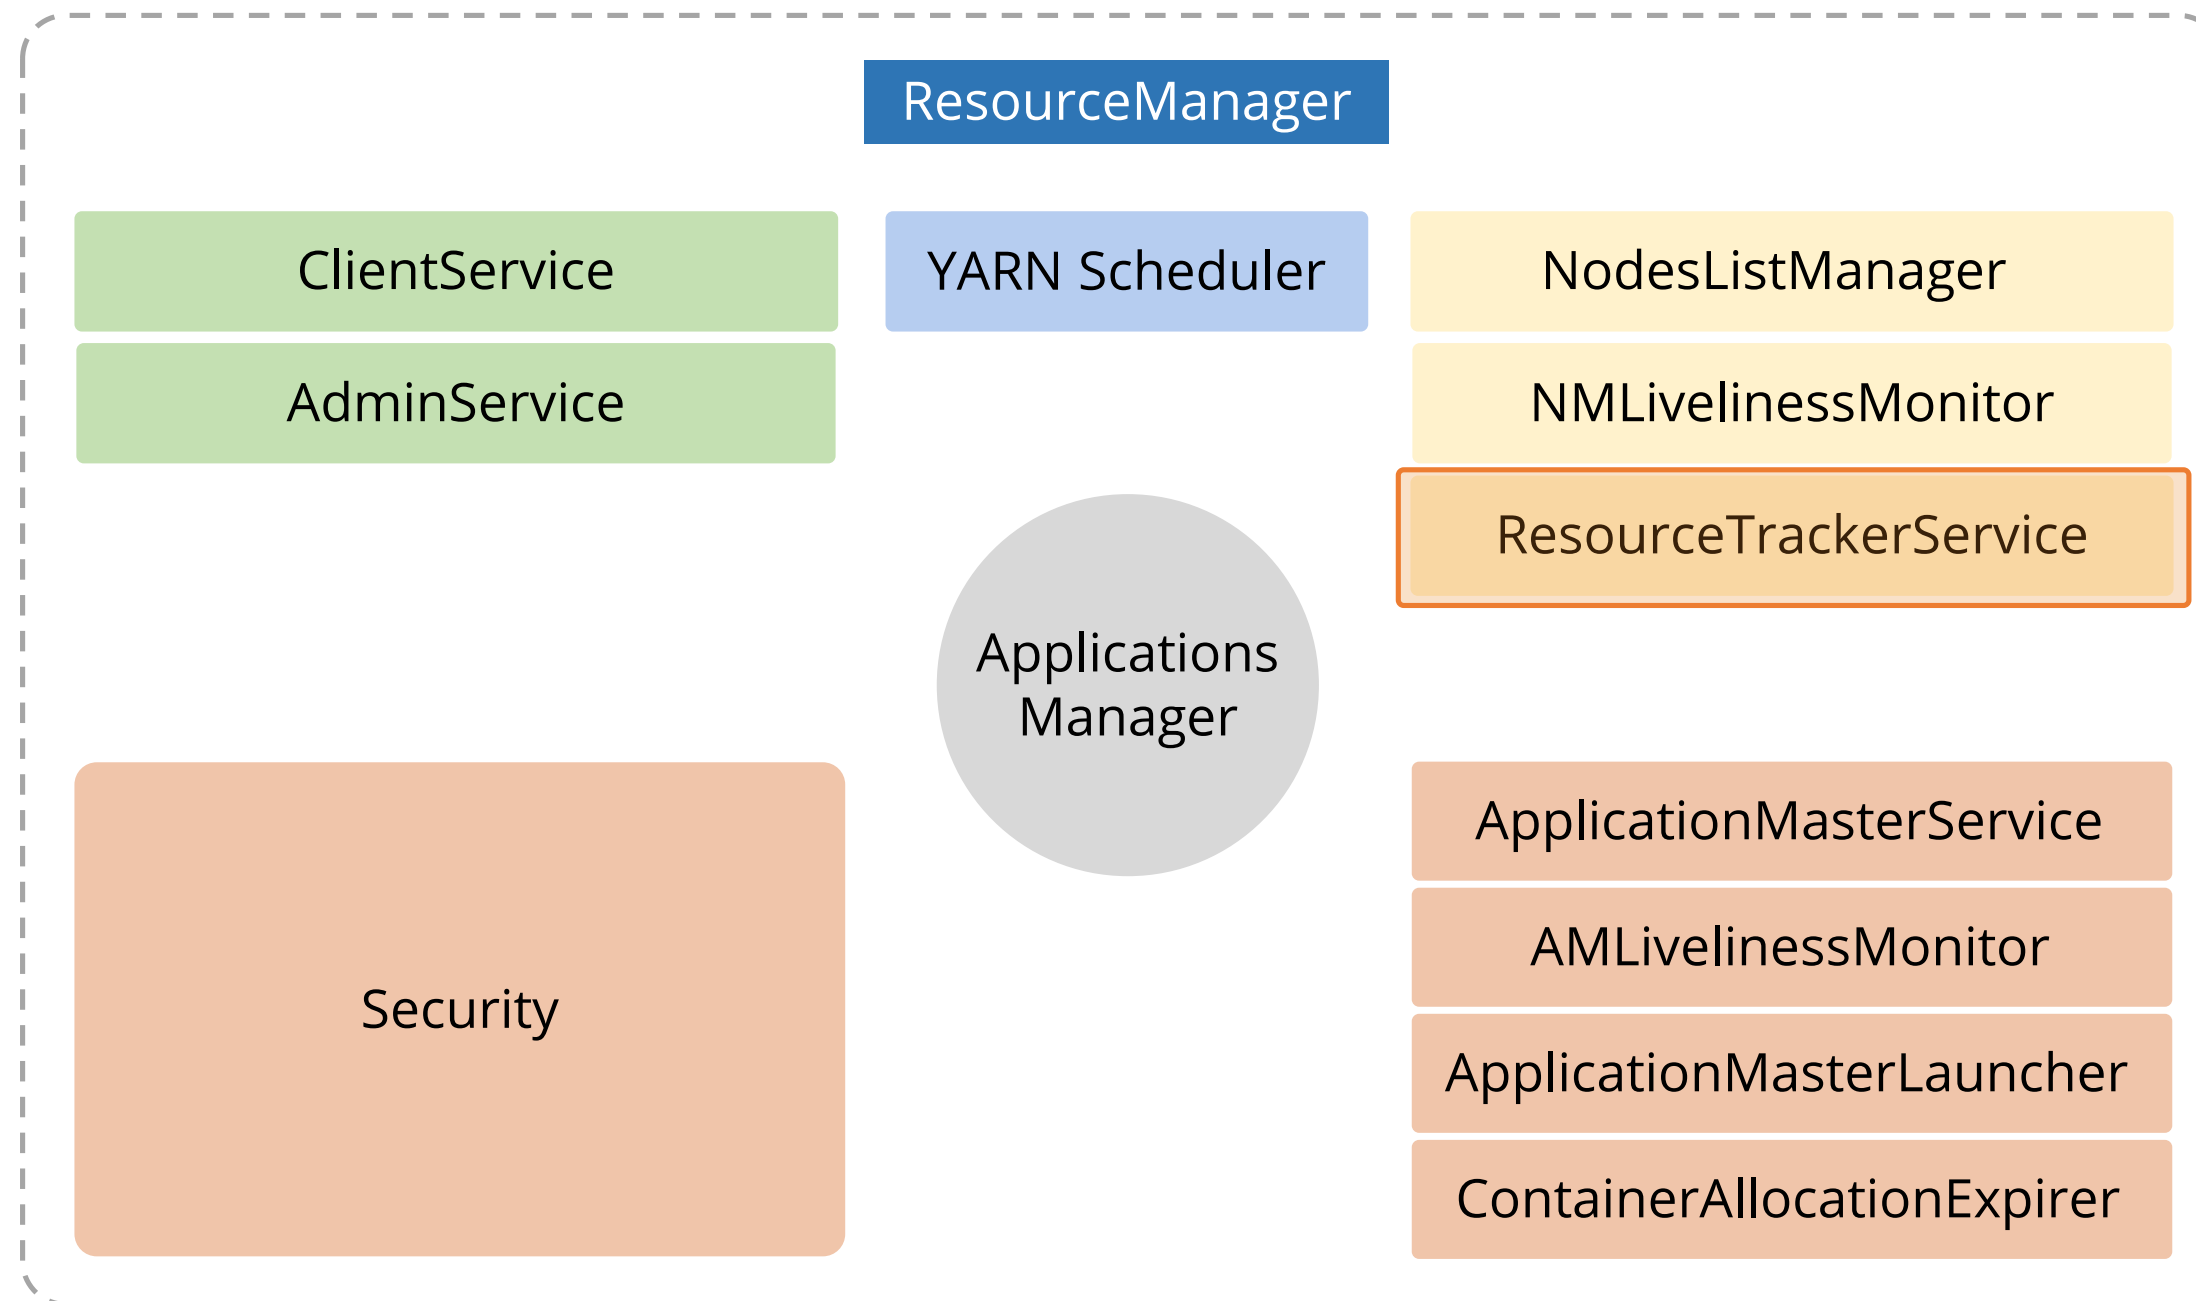 ResourceManager
ClientService
AdminService
YARN Scheduler
NodesListManager
NMLivelinessMonitor
ResourceTrackerService
Applications
Manager
Security
ApplicationMasterService
AMLivelinessMonitor
ApplicationMasterLauncher
ContainerAllocationExpirer